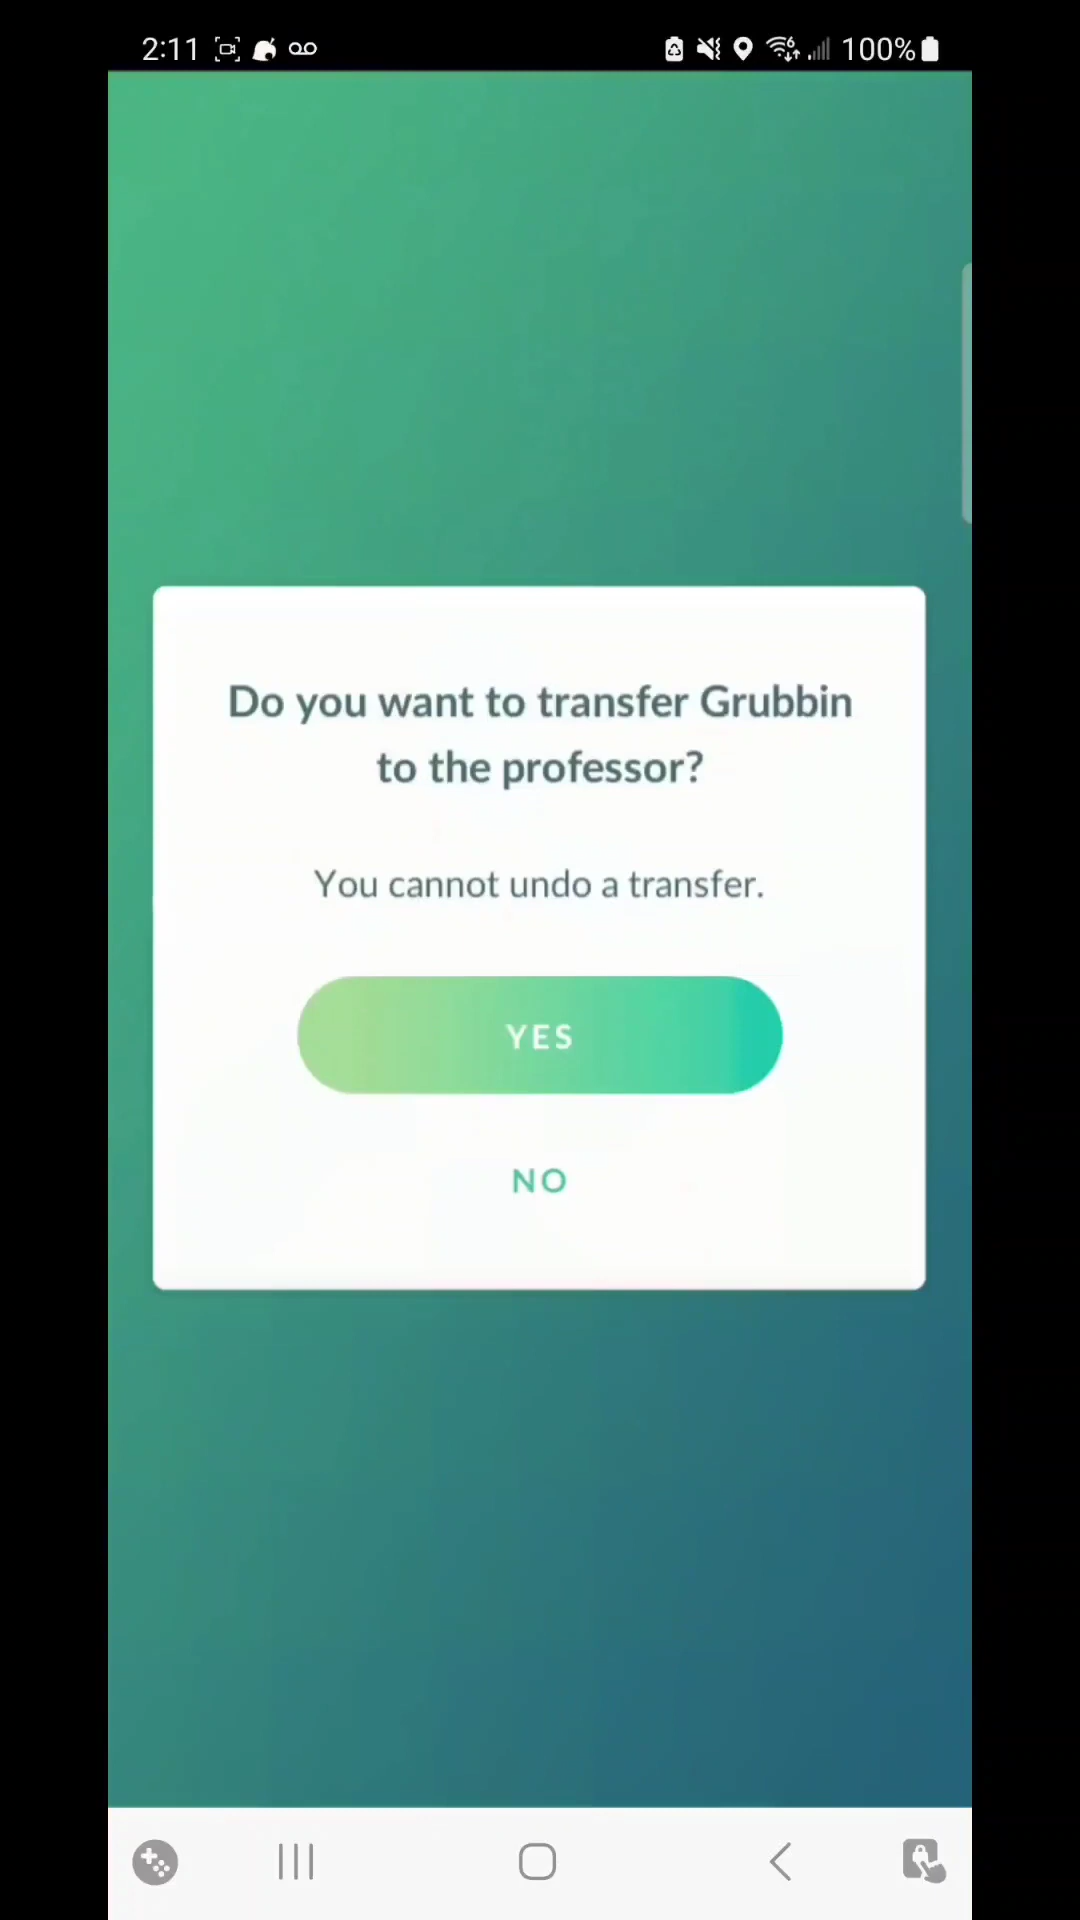 2:11 100%
Do you want to transfer Grubbin
to the professor?
You cannot undo a transfer.
YES
NO